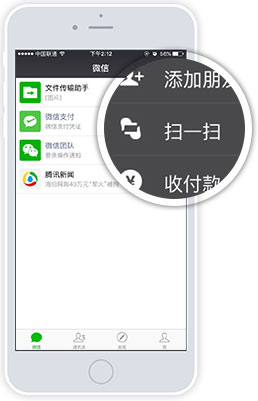 中国联通 下午2:12
微信
文件传输助手
[图片]
微信支付
微信支付凭证
微信团队
登录操作通知
腾讯新闻
添加朋友
扫一扫
收付款
¥
微信 通讯录 发现 我